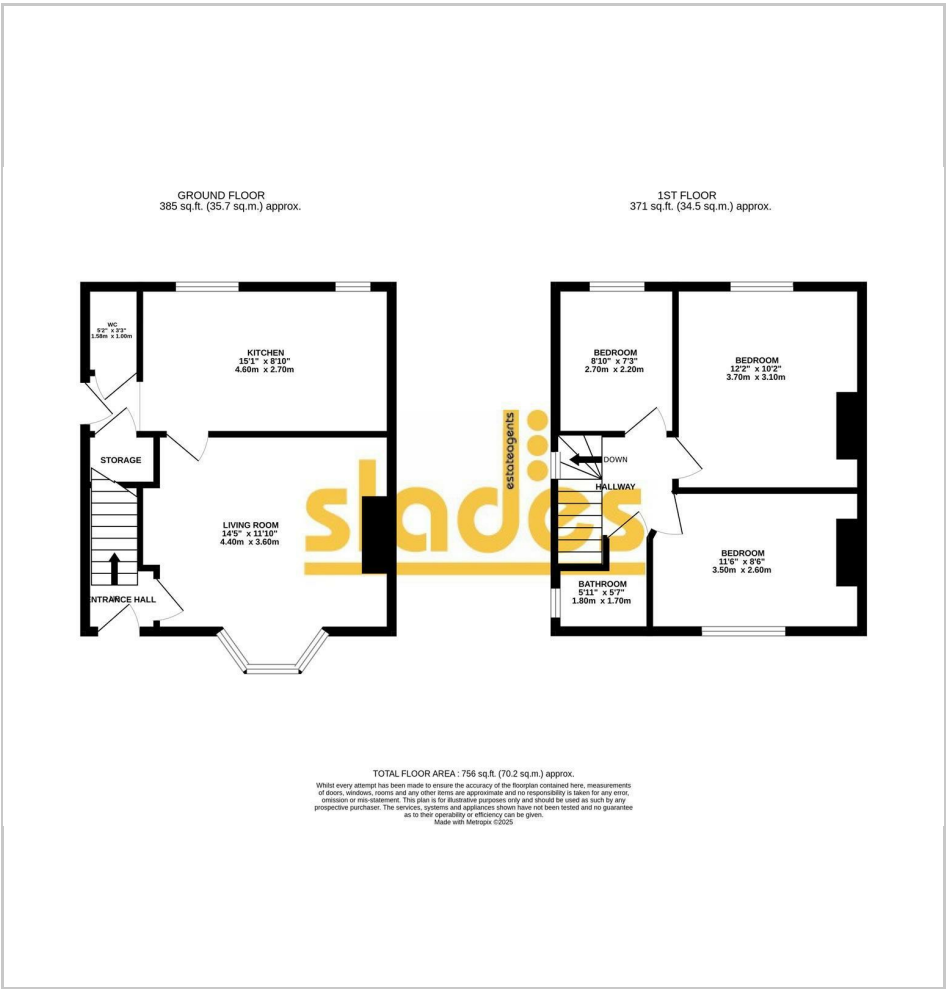 GROUND FLOOR
385 sq.ft. (35.7 sq.m.) approx.
1ST FLOOR
371 sq.ft. (34.5 sq.m.) approx.
WC
5'2" x 3'3"
1.58m x 1.00m
KITCHEN
15'1" x 8'10"
4.60m x 2.70m
STORAGE
LIVING ROOM
14'5" x 11'10"
4.40m x 3.60m
ENTRANCE HALL
UP
BEDROOM
8'10" x 7'3"
2.70m x 2.20m
BEDROOM
12'2" x 10'2"
3.70m x 3.10m
DOWN
HALLWAY
BEDROOM
11'6" x 8'6"
3.50m x 2.60m
BATHROOM
5'11" x 5'7"
1.80m x 1.70m
slades
estateagents
TOTAL FLOOR AREA : 756 sq.ft. (70.2 sq.m.) approx.
Whilst every attempt has been made to ensure the accuracy of the floorplan contained here, measurements
of doors, windows, rooms and any other items are approximate and no responsibility is taken for any error,
omission or mis-statement. This plan is for illustrative purposes only and should be used as such by any
prospective purchaser. The services, systems and appliances shown have not been tested and no guarantee
as to their operability or efficiency can be given.
Made with Metropix ©2025